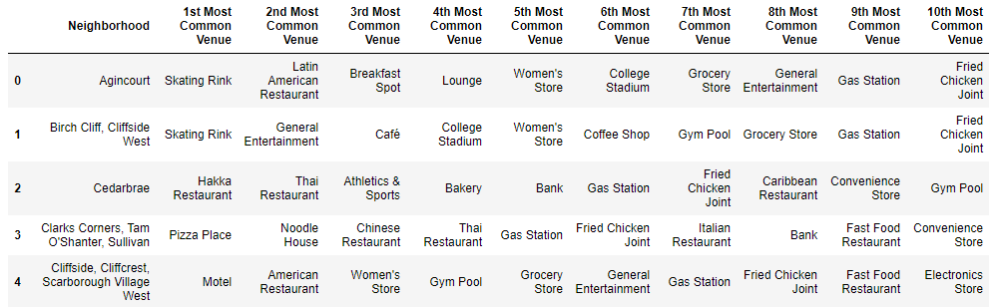 Neighborhood 1st Most Common Venue 2nd Most Common Venue 3rd Most Common Venue 4th Most Common Venue 5th Most Common Venue 6th Most Common Venue 7th Most Common Venue 8th Most Common Venue 9th Most Common Venue 10th Most Common Venue
0 Agincourt Skating Rink Latin American Restaurant Breakfast Spot Lounge Women's Store College Stadium Grocery Store General Entertainment Gas Station Fried Chicken Joint
1 Birch Cliff, Cliffside West Skating Rink General Entertainment Café College Stadium Women's Store Coffee Shop Gym Pool Grocery Store Gas Station Fried Chicken Joint
2 Cedarbrae Hakka Restaurant Thai Restaurant Athletics & Sports Bakery Bank Gas Station Fried Chicken Joint Caribbean Restaurant Convenience Store Gym Pool
3 Clarks Corners, Tam O'Shanter, Sullivan Pizza Place Noodle House Chinese Restaurant Thai Restaurant Gas Station Fried Chicken Joint Italian Restaurant Bank Fast Food Restaurant Convenience Store
4 Cliffside, Cliffcrest, Scarborough Village West Motel American Restaurant Women's Store Gym Pool Grocery Store General Entertainment Gas Station Fried Chicken Joint Fast Food Restaurant Electronics Store